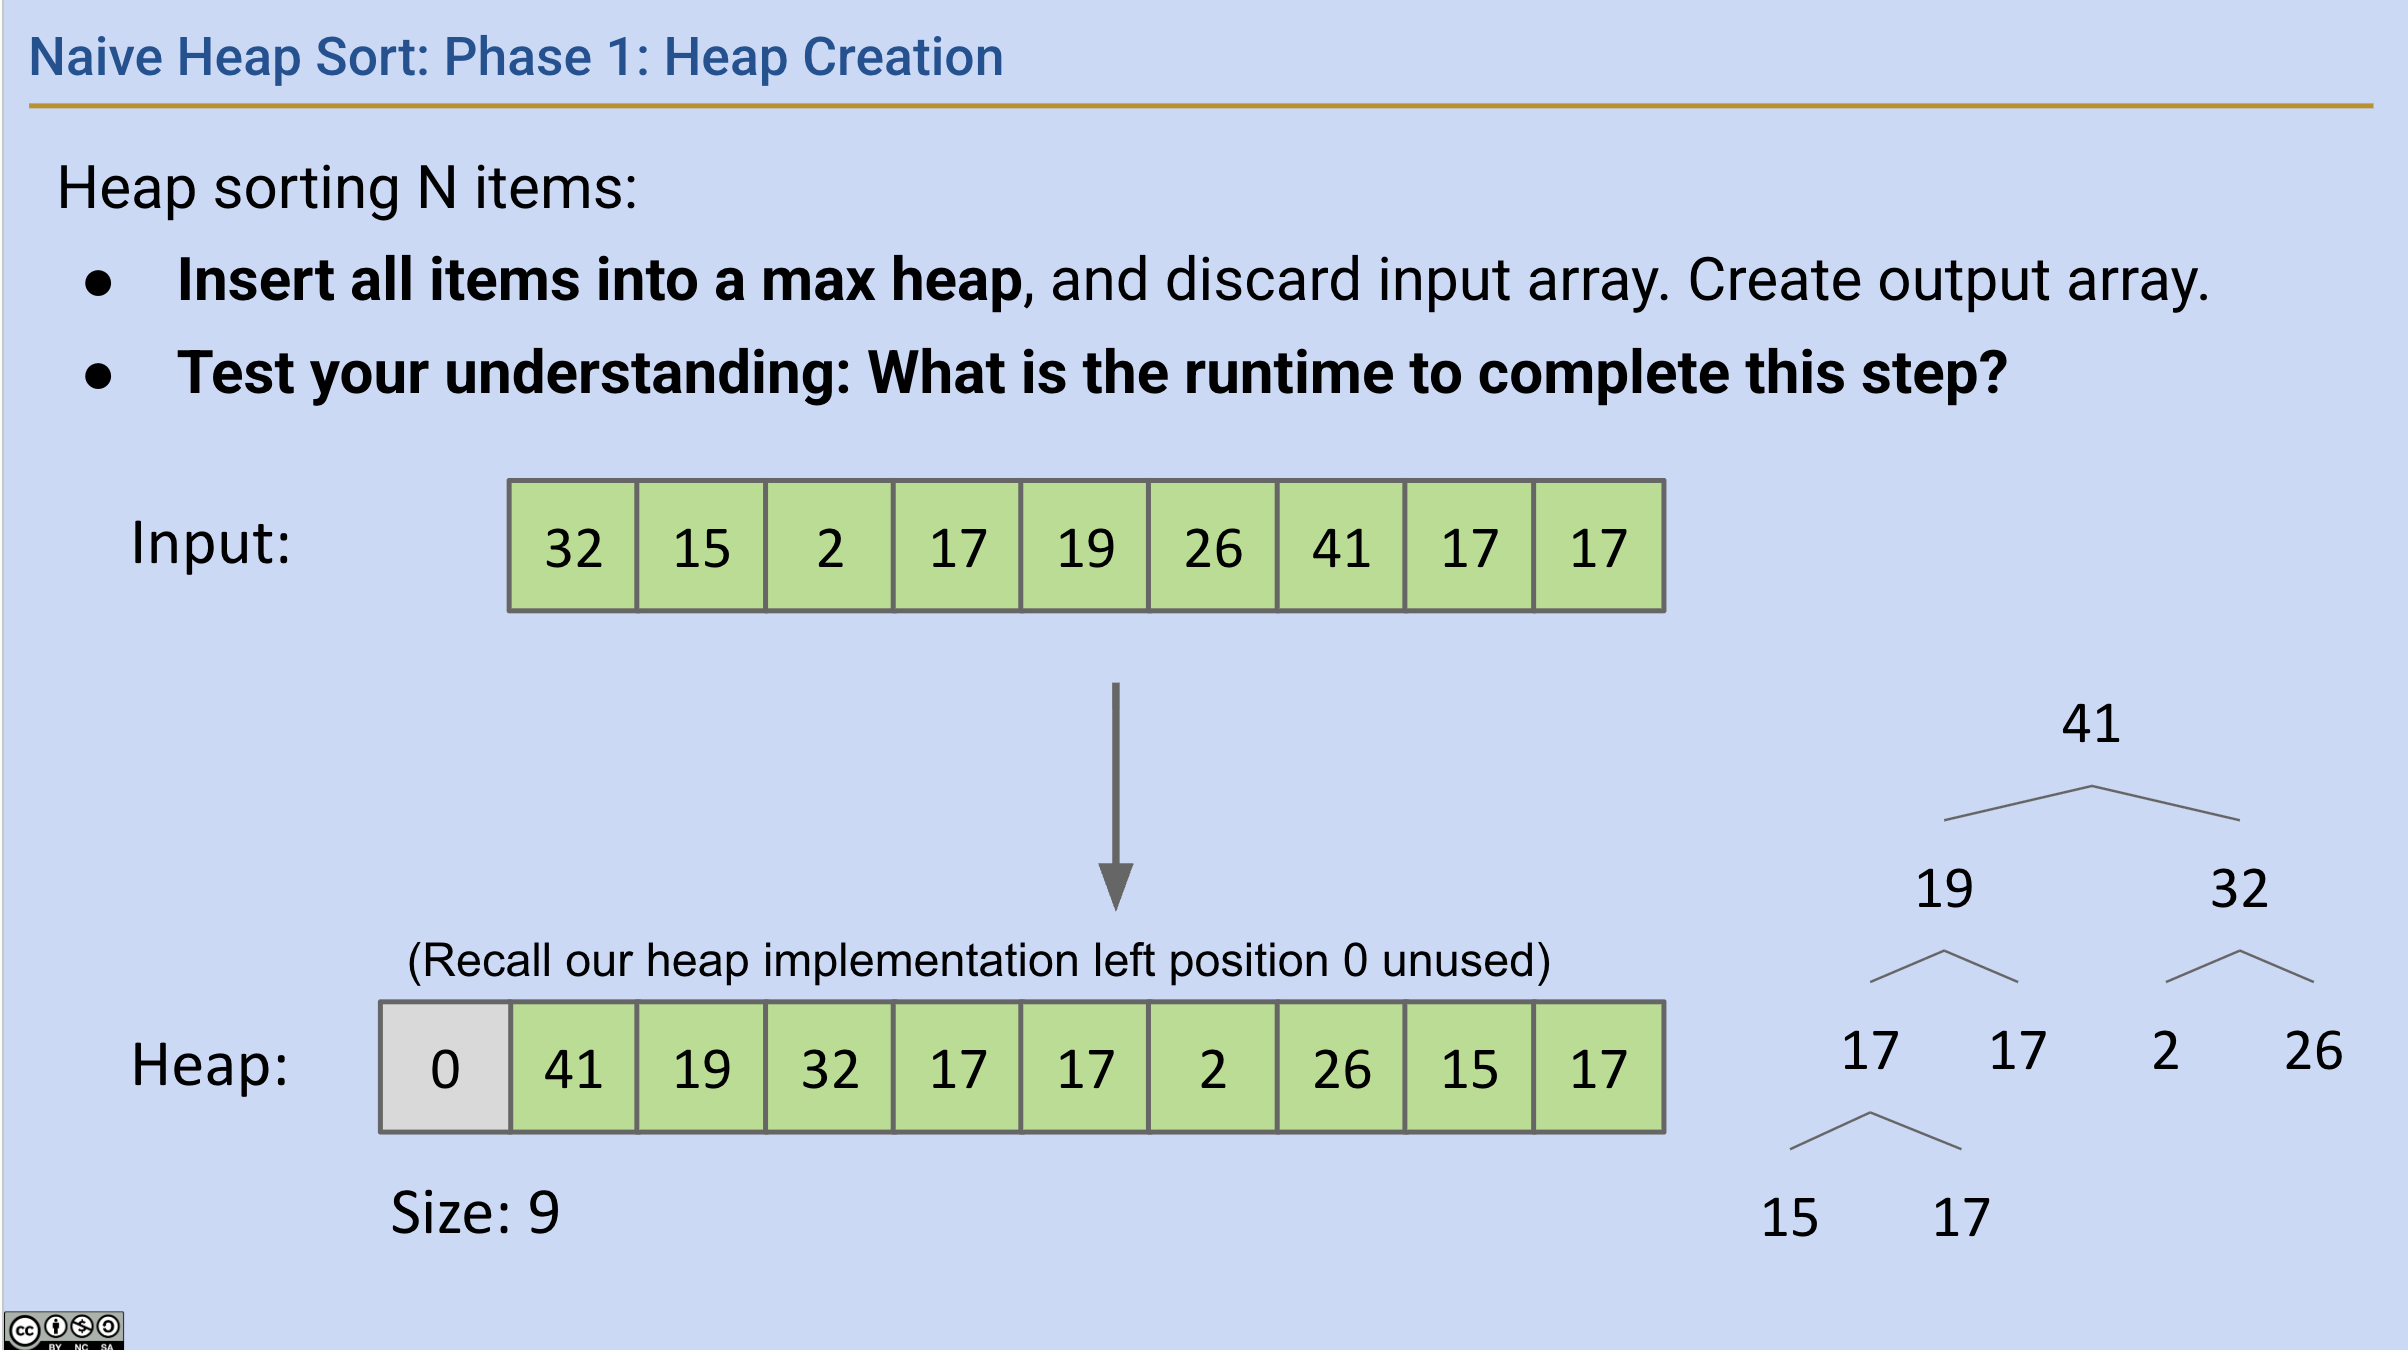 Naive Heap Sort: Phase 1: Heap Creation
Heap sorting N items:
● Insert all items into a max heap, and discard input array. Create output array.
● Test your understanding: What is the runtime to complete this step?
Input: 32 15 2 17 19 26 41 17 17
41
19 32
(Recall our heap implementation left position 0 unused)
17 17 2 26
Heap: 0 41 19 32 17 17 2 26 15 17
15 17
Size: 9
cc BY NC SA